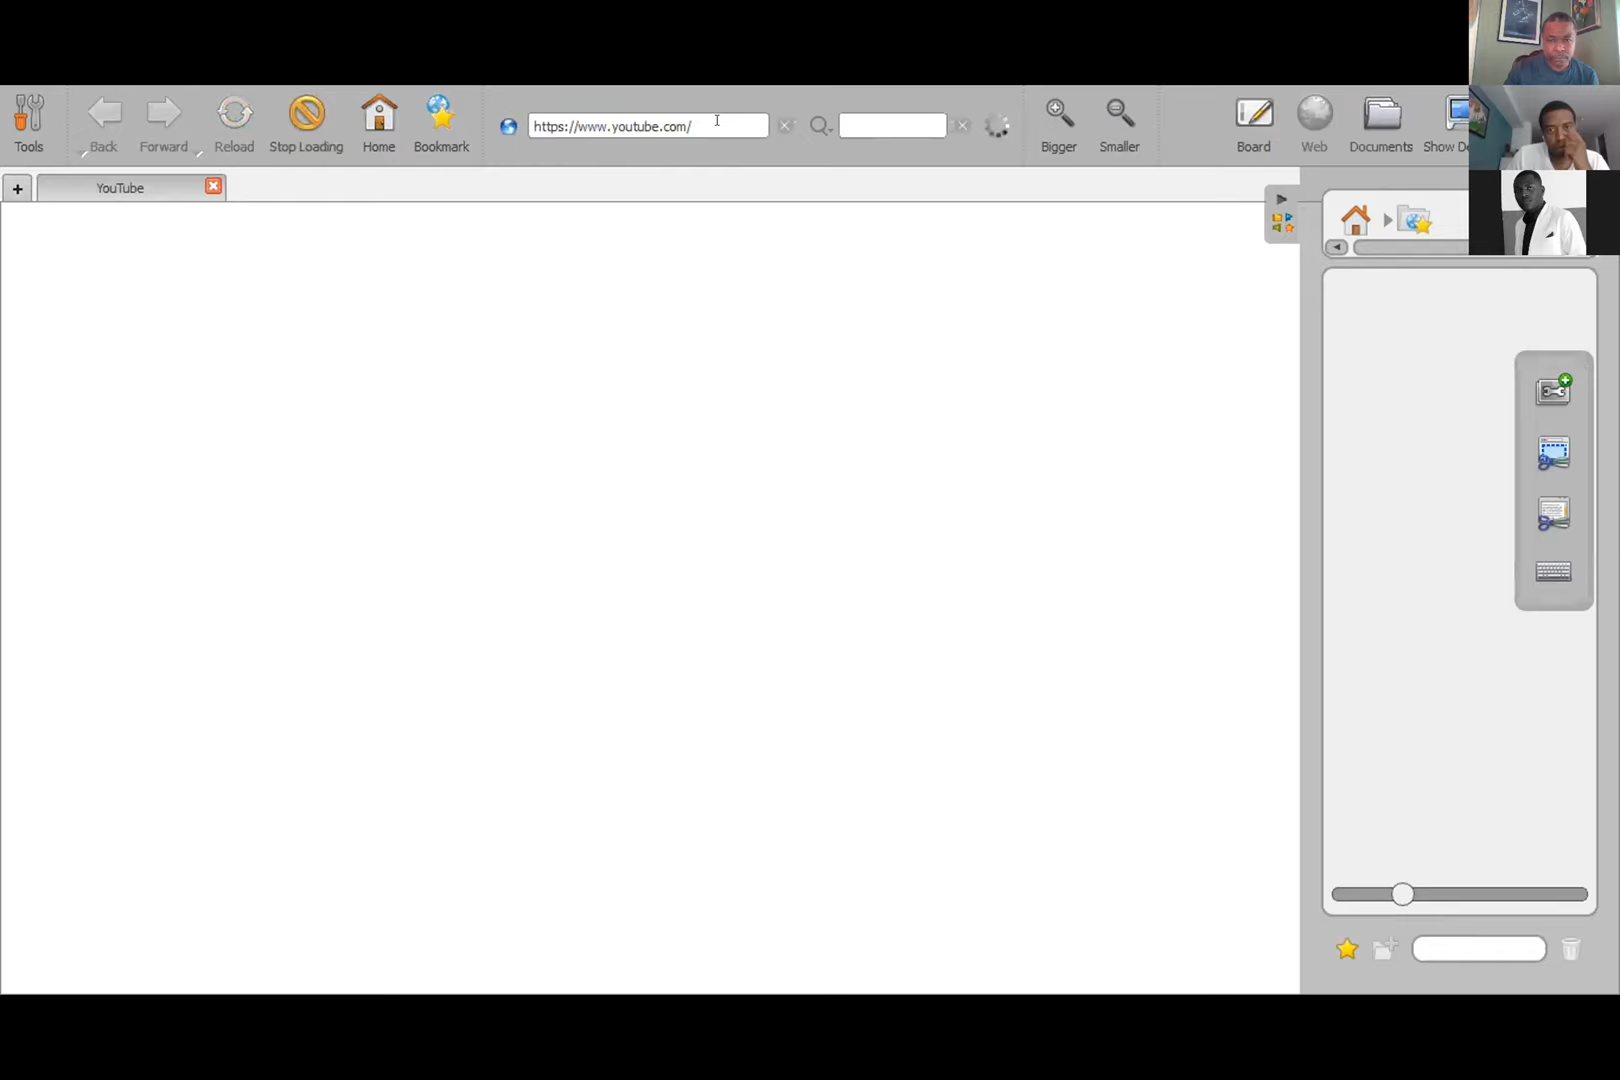 https://www.youtube.com/
Tools
Back
Forward
Reload
Stop Loading
Home
Bookmark
Bigger
Smaller
Board
Web
Documents
Show
YouTube